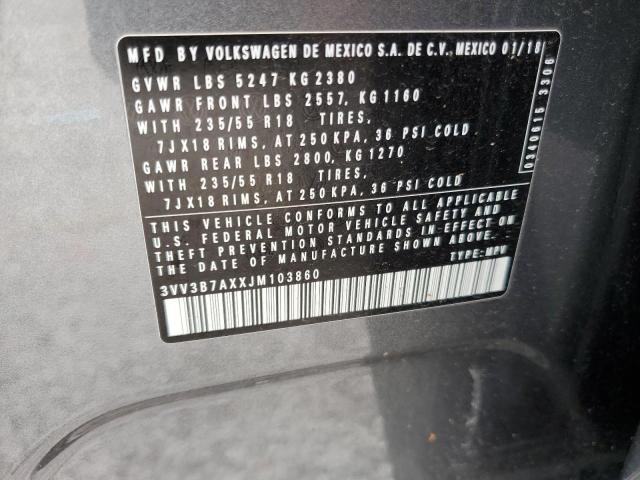 MFD BY VOLKSWAGEN DE MEXICO S.A. DE C.V., MEXICO 01/18
GVWR LBS 5247 KG 2380
GAWR FRONT LBS 2557, KG 1160
WITH 235/55 R18 TIRES,
7JX18 RIMS, AT 250 KPA, 36 PSI COLD.
GAWR REAR LBS 2800, KG 1270
WITH 235/55 R18 TIRES,
7JX18 RIMS, AT 250 KPA, 36 PSI COLD
THIS VEHICLE CONFORMS TO ALL APPLICABLE
U.S. FEDERAL MOTOR VEHICLE SAFETY AND
THEFT PREVENTION STANDARDS IN-EFFECT ON
THE DATE OF MANUFACTURE SHOWN ABOVE.
TYPE: MPV
3VV3B7AXXJM103860
0340615 3306